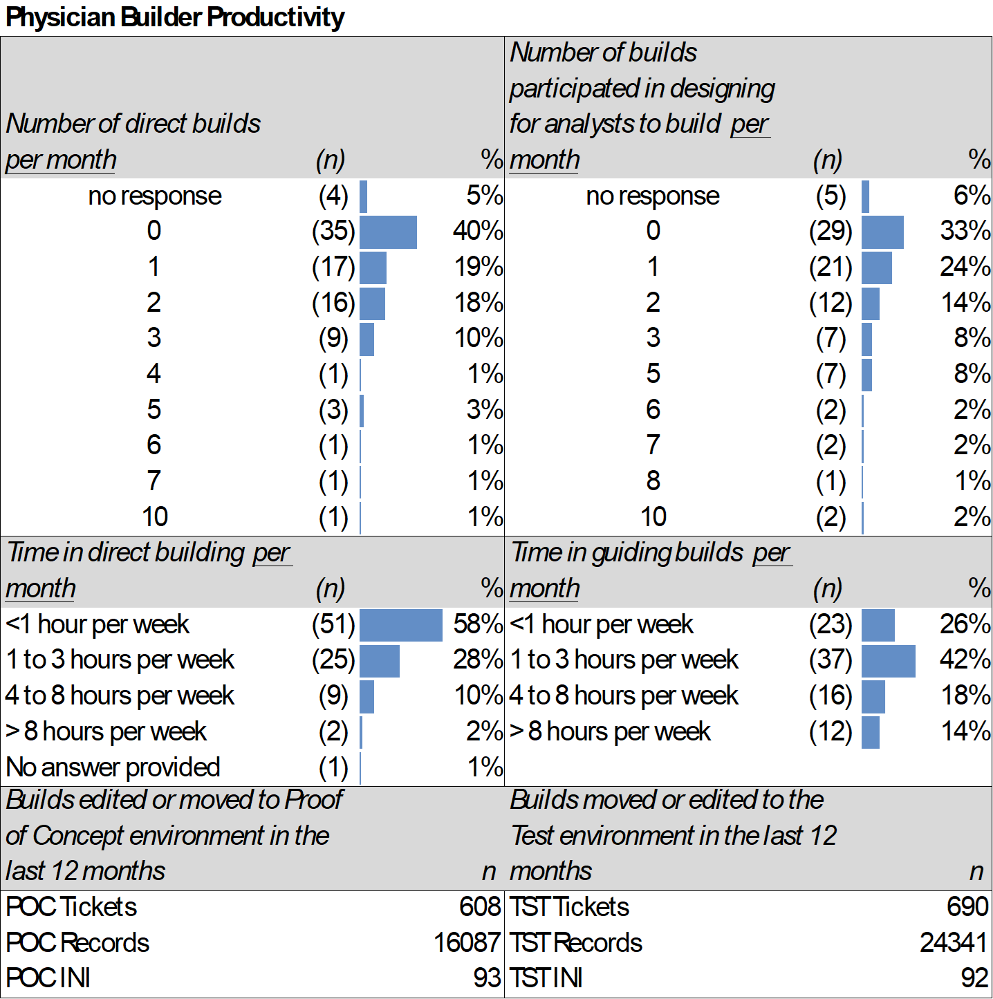 Physician Builder Productivity
Number of direct builds
per month (n) %
no response (4) 5%
0 (35) 40%
1 (17) 19%
2 (16) 18%
3 (9) 10%
4 (1) 1%
5 (3) 3%
6 (1) 1%
7 (1) 1%
10 (1) 1%
Number of builds
participated in designing
for analysts to build per
month (n) %
no response (5) 6%
0 (29) 33%
1 (21) 24%
2 (12) 14%
3 (7) 8%
5 (7) 8%
6 (2) 2%
7 (2) 2%
8 (1) 1%
10 (2) 2%
Time in direct building per
month (n) %
<1 hour per week (51) 58%
1 to 3 hours per week (25) 28%
4 to 8 hours per week (9) 10%
> 8 hours per week (2) 2%
No answer provided (1) 1%
Time in guiding builds per
month (n) %
<1 hour per week (23) 26%
1 to 3 hours per week (37) 42%
4 to 8 hours per week (16) 18%
> 8 hours per week (12) 14%
Builds edited or moved to Proof
of Concept environment in the
last 12 months n
POC Tickets 608
POC Records 16087
POC INI 93
Builds moved or edited to the
Test environment in the last 12
months n
TST Tickets 690
TST Records 24341
TST INI 92